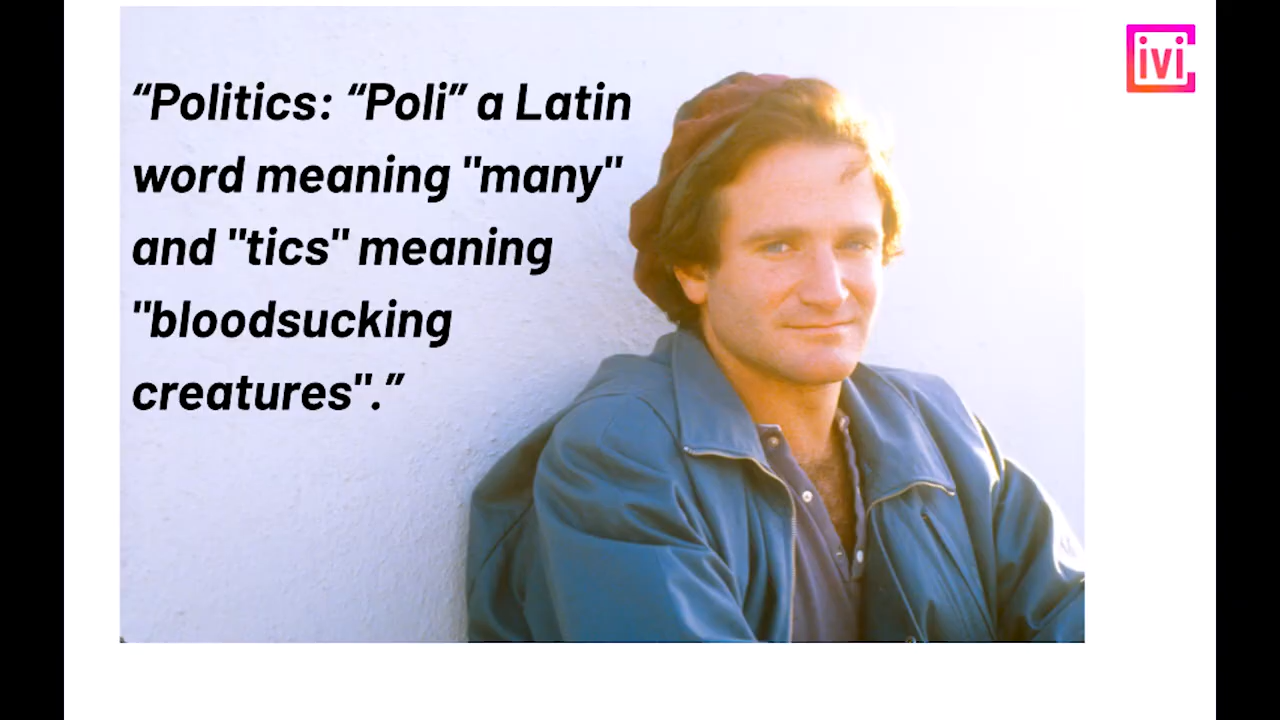 “Politics: “Poli” a Latin
word meaning "many"
and "tics" meaning
"bloodsucking
creatures".”
ivi